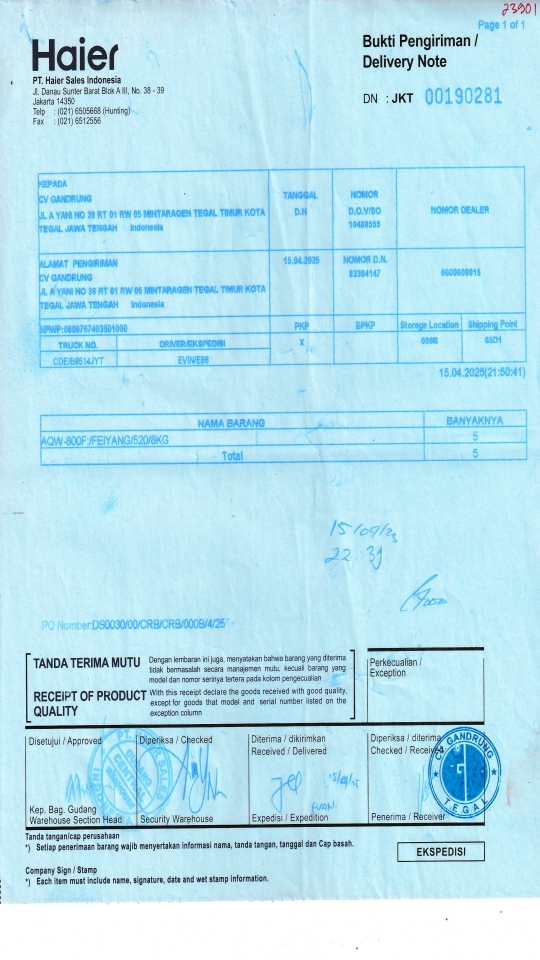 23901
Page 1 of 1
Haier
Bukti Pengiriman /
Delivery Note
PT. Haier Sales Indonesia
Jl. Danau Sunter Barat Blok A III, No. 38 - 39
Jakarta 14350
Telp : (021) 6505668 (Hunting)
Fax : (021) 6512556
DN : JKT 00190281
KEPADA
CV GANDRUNG
JL A YANI NO 39 RT 01 RW 05 MINTARAGEN TEGAL TIMUR KOTA
TEGAL JAWA TENGAH Indonesia
TANGGAL
D.N
NOMOR
D.O.V/SO
10488555
NOMOR DEALER
ALAMAT PENGIRIMAN
CV GANDRUNG
JL A YANI NO 39 RT 01 RW 05 MINTARAGEN TEGAL TIMUR KOTA
TEGAL JAWA TENGAH Indonesia
15.04.2025
NOMOR D.N.
83384147
6600609015
PKP
BPKP
Storege Location
Shipping Point
TRUCK NO.
DRIVER/EKSPEDISI
X
000B
65D1
CDE/B9514JYT
15.04.2025(21:50:41)
NAMA BARANG
BANYAKNYA
AQW-800F:/FEIYANG/520/8KG
5
Total
5
22:39
PO Number:DS0030/00/CRB/CRB/000B/4/25
TANDA TERIMA MUTU
Dengan lembaran ini juga, menyatakan bahwa barang yang diterima
tidak bermasalah secara manajemen mutu, kecuali barang yang
model dan nomor serinya tertera pada kolom pengecualian
RECEIPT OF PRODUCT
QUALITY
With this receipt declare the goods received with good quality,
except for goods that model and serial number listed on the
exception column
Perkecualian /
Exception
Disetujui / Approved
Diperiksa / Checked
Diterima / dikirimkan
Received / Delivered
Diperiksa / diterima
Checked / Received
CV GANDRUNG
TEGAL
Kep. Bag. Gudang
Warehouse Section Head
Security Warehouse
Expedisi / Expedition
Penerima / Receiver
Tanda tangan/cap perusahaan
*) Setiap penerimaan barang wajib menyertakan informasi nama, tanda tangan, tanggal dan Cap basah.
EKSPEDISI
Company Sign / Stamp
*) Each item must include name, signature, date and wet stamp information.